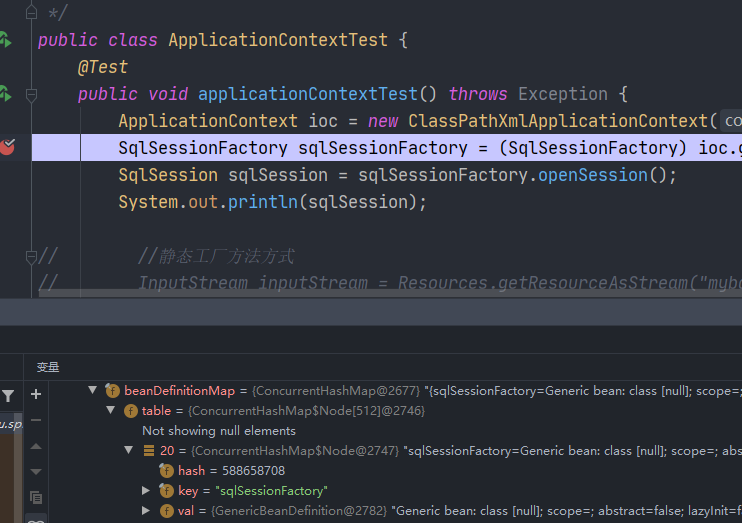 */
public class ApplicationContextTest {
@Test
public void applicationContextTest() throws Exception {
ApplicationContext ioc = new ClassPathXmlApplicationContext( co
SqlSessionFactory sqlSessionFactory = (SqlSessionFactory) ioc.g
SqlSession sqlSession = sqlSessionFactory.openSession();
System.out.println(sqlSession);
// //静态工厂方法方式
// InputStream inputStream = Resources.getResourceAsStream("myba
变量
beanDefinitionMap = {ConcurrentHashMap@2677} "{sqlSessionFactory=Generic bean: class [null]; scope=;
table = {ConcurrentHashMap$Node[512]@2746}
u.sp
Not showing null elements
20 = {ConcurrentHashMap$Node@2747} "sqlSessionFactory=Generic bean: class [null]; scope=; abs
hash = 588658708
key = "sqlSessionFactory"
val = {GenericBeanDefinition@2782} "Generic bean: class [null]; scope=; abstract=false; lazyInit=f